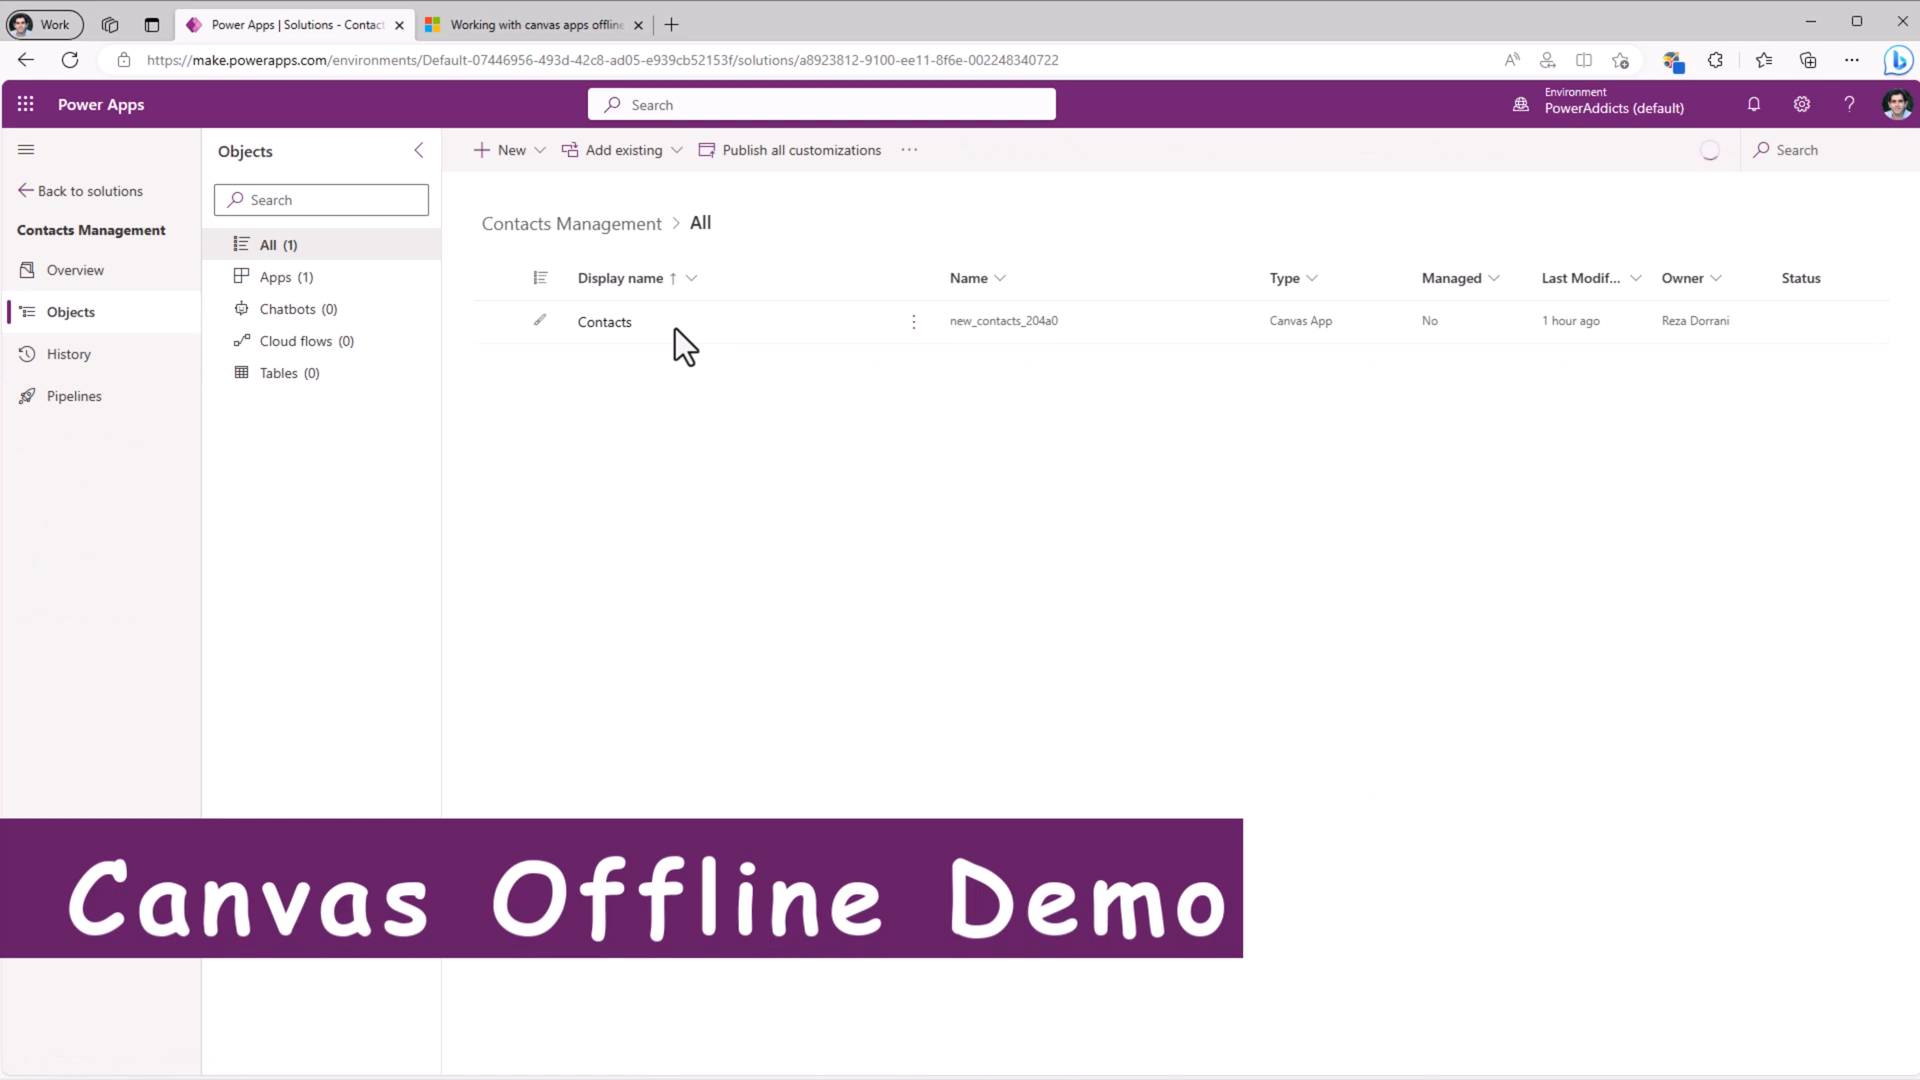 Work
Power Apps | Solutions - Contact
Working with canvas apps offline
https://make.powerapps.com/environments/Default-07446956-493d-42c8-ad05-e939cb52153f/solutions/a8923812-9100-ee11-8f6e-002248340722
Power Apps
Search
Environment
PowerAddicts (default)
Objects
New
Add existing
Publish all customizations
Search
Back to solutions
Search
Contacts Management
Contacts Management > All
All (1)
Overview
Apps (1)
Display name
Name
Type
Managed
Last Modif...
Owner
Status
Objects
Chatbots (0)
Contacts
new_contacts_204a0
Canvas App
No
1 hour ago
Reza Dorrani
Cloud flows (0)
History
Tables (0)
Pipelines
Canvas Offline Demo